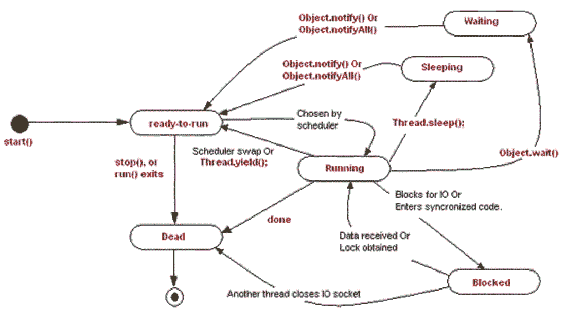 Object.notify() Or
Object.notifyAll()
Waiting
Object.notify() Or
Object.notifyAll()
Sleeping
start()
ready-to-run
Chosen by
scheduler
Thread.sleep();
Scheduler swap Or
Thread.yield();
stop(), or
run() exits
Running
Object.wait()
Blocks for IO Or
Enters syncronized code.
done
Dead
Data received Or
Lock obtained
Another thread closes IO socket
Blocked